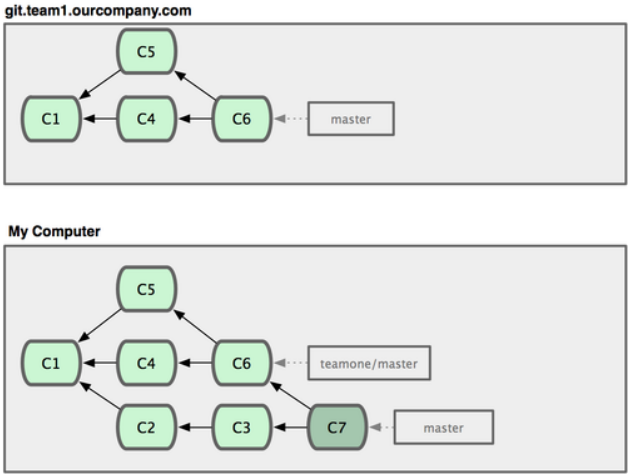 git.team1.ourcompany.com
C5
C1 C4 C6 master
My Computer
C5
C1 C4 C6 teamone/master
C2 C3 C7 master